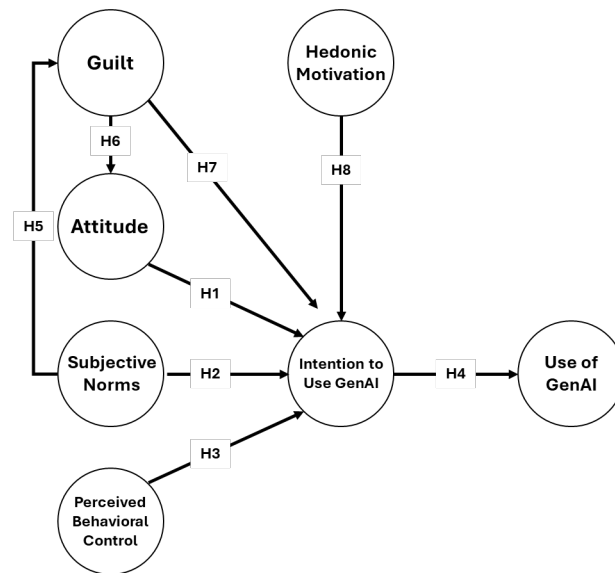 Guilt
Hedonic
Motivation
H6
H7
H8
H5
Attitude
H1
Subjective
Norms
H2
Intention to
Use GenAI
H4
Use of
GenAI
H3
Perceived
Behavioral
Control